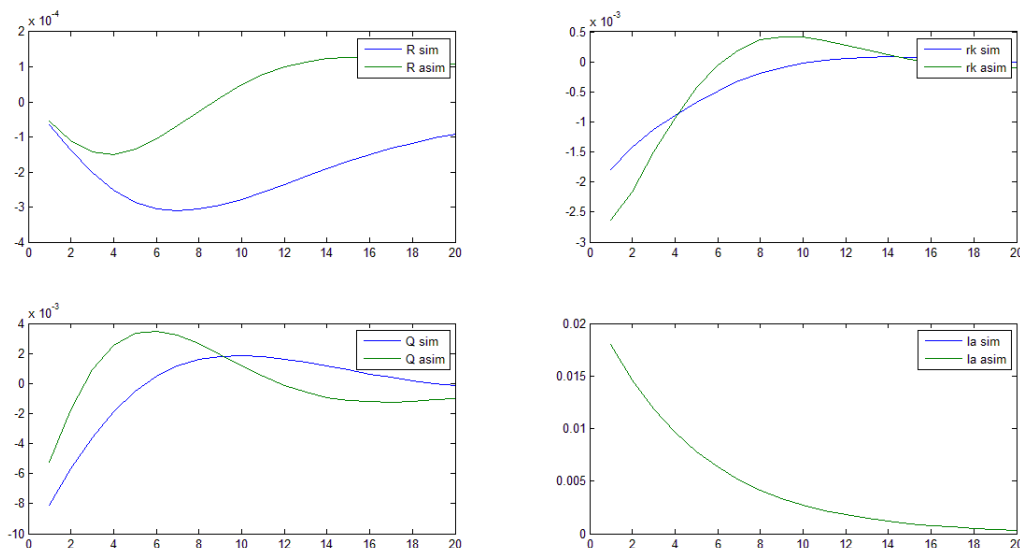 x 10⁻⁴
2
1
0
-1
-2
-3
-4
0 2 4 6 8 10 12 14 16 18 20
R sim
R asim
x 10⁻³
0.5
0
-0.5
-1
-1.5
-2
-2.5
-3
0 2 4 6 8 10 12 14 16 18 20
rk sim
rk asim
x 10⁻³
4
2
0
-2
-4
-6
-8
-10
0 2 4 6 8 10 12 14 16 18 20
Q sim
Q asim
0.02
0.015
0.01
0.005
0
0 2 4 6 8 10 12 14 16 18 20
la sim
la asim